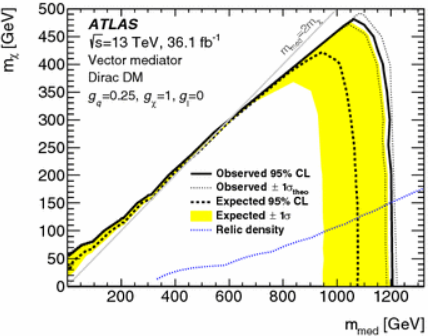 ATLAS
√s=13 TeV, 36.1 fb⁻¹
Vector mediator
Dirac DM
g_q=0.25, g_χ=1, g_l=0
m_med=2m_χ
Observed 95% CL
Observed ± 1σ_theo
Expected 95% CL
Expected ± 1σ
Relic density
m_χ [GeV]
500
450
400
350
300
250
200
150
100
50
0
200 400 600 800 1000 1200
m_med [GeV]